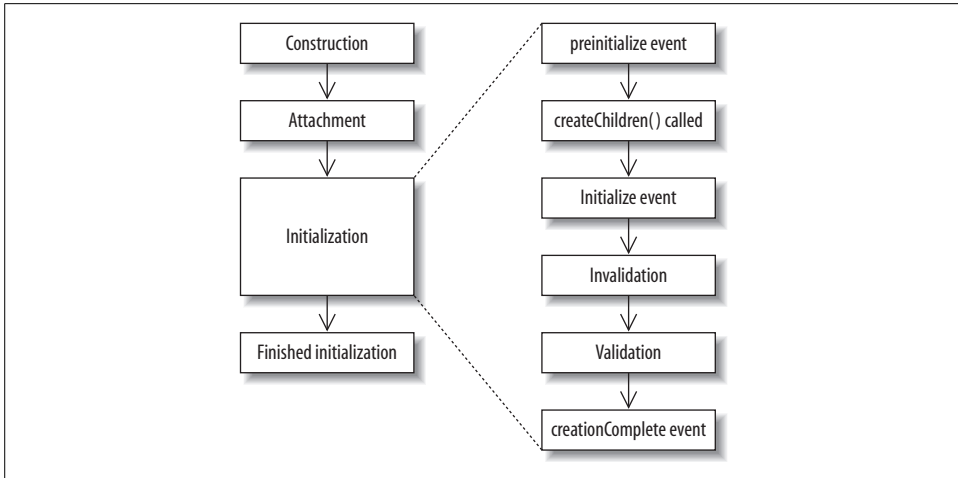 Construction
Attachment
Initialization
Finished initialization
preinitialize event
createChildren( ) called
Initialize event
Invalidation
Validation
creationComplete event